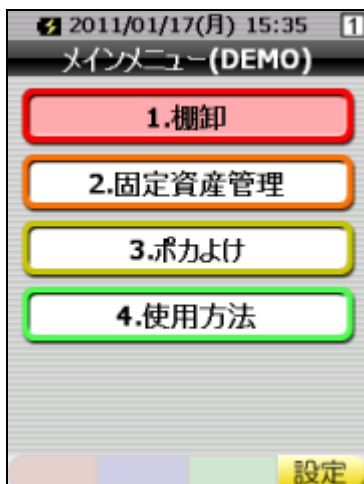 2011/01/17(月) 15:35 1
メインメニュー(DEMO)
1.棚卸
2.固定資産管理
3.ポカよけ
4.使用方法
設定